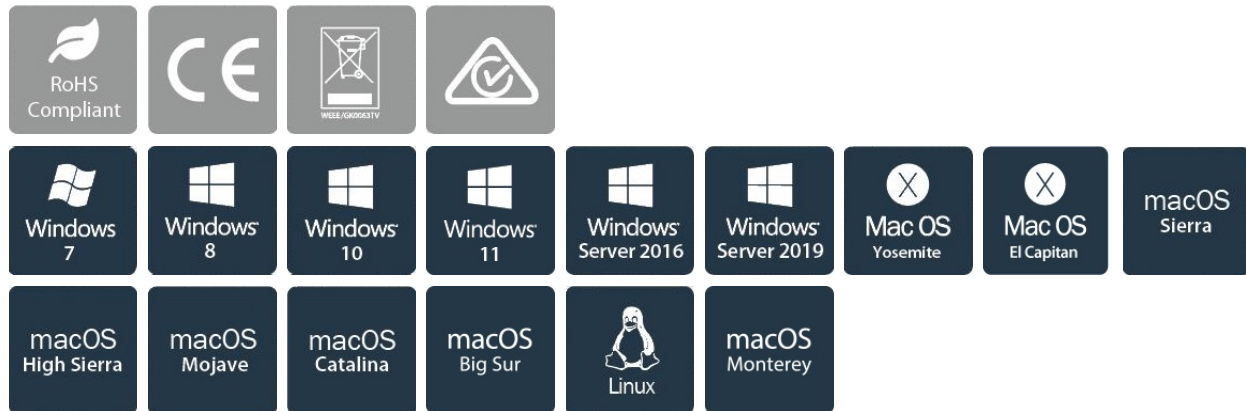 RoHS
Compliant
CE
WEEE/GK0083TV
Windows
7
Windows
8
Windows
10
Windows
11
Windows
Server 2016
Windows
Server 2019
X
Mac OS
Yosemite
X
Mac OS
El Capitan
macOS
Sierra
macOS
High Sierra
macOS
Mojave
macOS
Catalina
macOS
Big Sur
Linux
macOS
Monterey